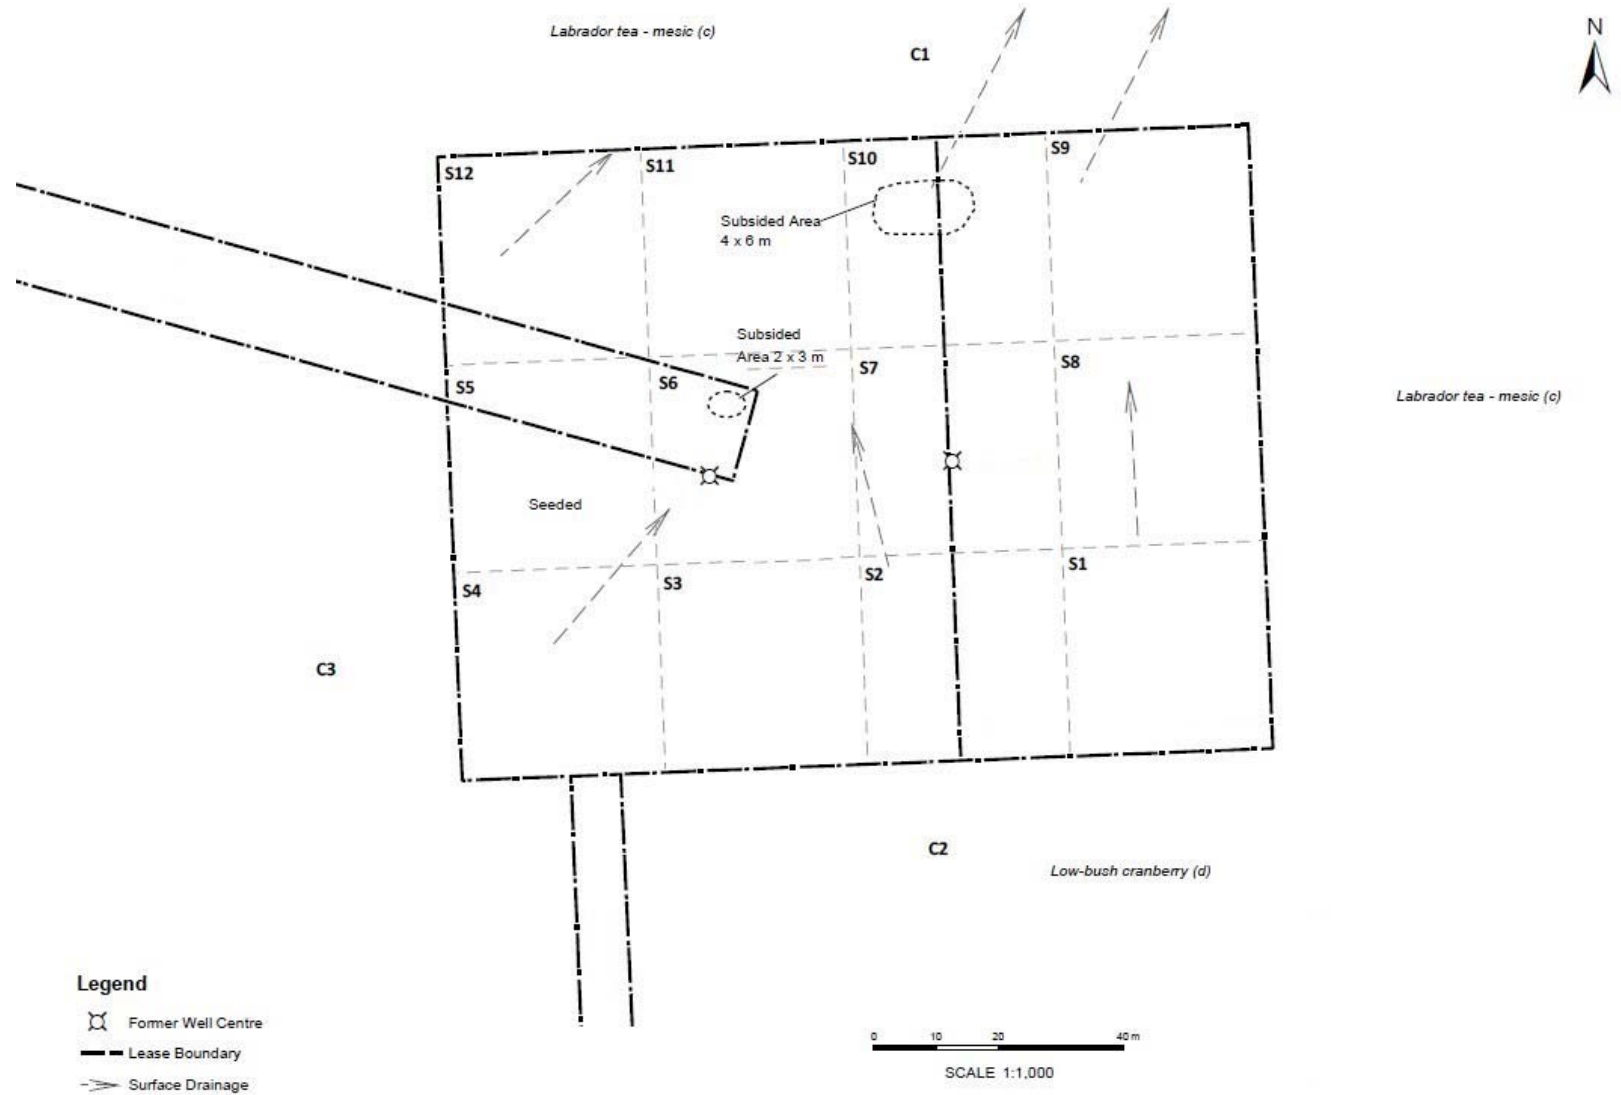 Labrador tea - mesic (c)
C1
N
S9
S10
S11
S12
Subsided Area
4 x 6 m
Subsided
Area 2 x 3 m
S7
S8
S6
S5
Labrador tea - mesic (c)
Seeded
S1
S2
S3
S4
C3
C2
Low-bush cranberry (d)
Legend
Former Well Centre
Lease Boundary
Surface Drainage
0 10 20 40 m
SCALE 1:1,000